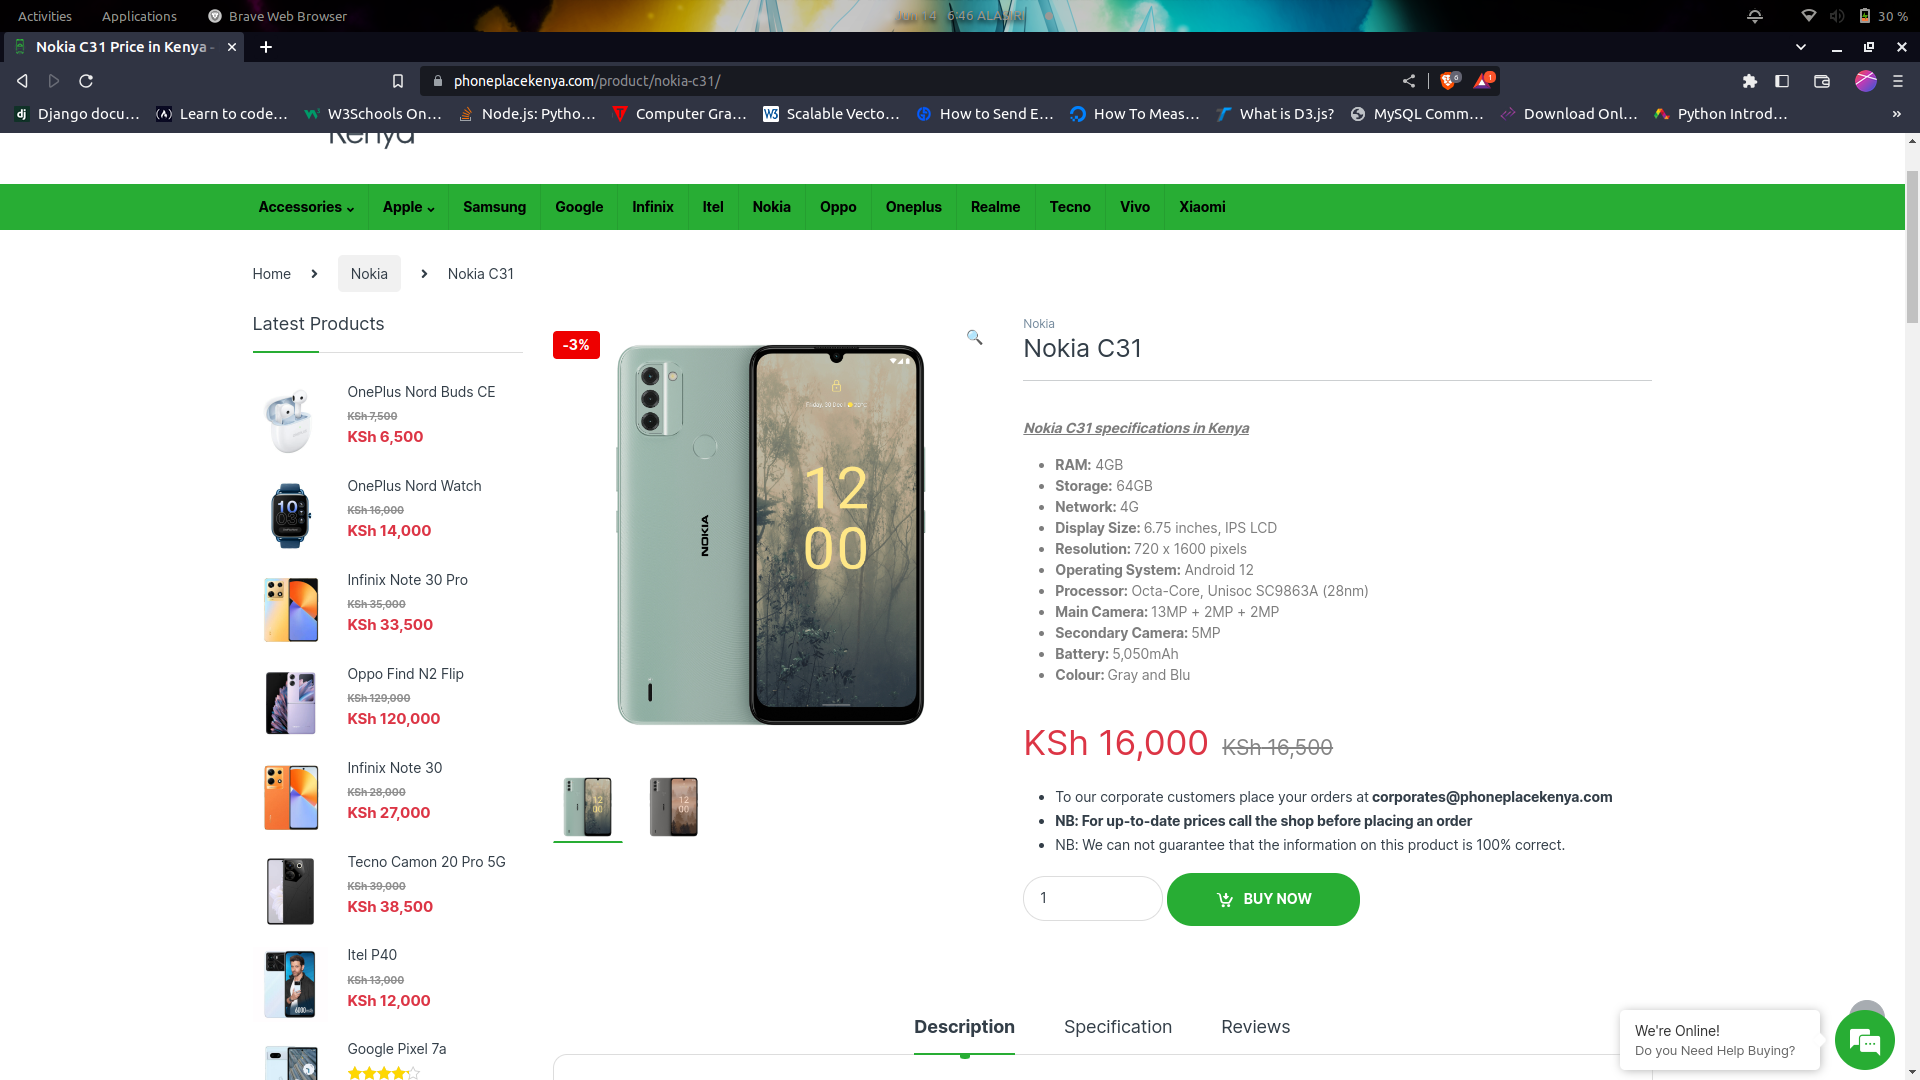 Activities
Applications
Brave Web Browser
Jun 14 6:46 ALASIRI
30 %
Nokia C31 Price in Kenya -
phoneplacekenya.com/product/nokia-c31/
6
1
Django docu...
Learn to code...
W3Schools On...
Node.js: Pytho...
Computer Gra...
Scalable Vecto...
How to Send E...
How To Meas...
What is D3.js?
MySQL Comm...
Download Onl...
Python Introd...
»
Kenya
Accessories
Apple
Samsung
Google
Infinix
Itel
Nokia
Oppo
Oneplus
Realme
Tecno
Vivo
Xiaomi
Home
Nokia
Nokia C31
Latest Products
OnePlus Nord Buds CE
KSh 7,500
KSh 6,500
OnePlus Nord Watch
KSh 16,000
KSh 14,000
Infinix Note 30 Pro
KSh 35,000
KSh 33,500
Oppo Find N2 Flip
KSh 129,000
KSh 120,000
Infinix Note 30
KSh 28,000
KSh 27,000
Tecno Camon 20 Pro 5G
KSh 39,000
KSh 38,500
Itel P40
KSh 13,000
KSh 12,000
Google Pixel 7a
-3%
NOKIA
12
00
Nokia
Nokia C31
Nokia C31 specifications in Kenya
RAM: 4GB
Storage: 64GB
Network: 4G
Display Size: 6.75 inches, IPS LCD
Resolution: 720 x 1600 pixels
Operating System: Android 12
Processor: Octa-Core, Unisoc SC9863A (28nm)
Main Camera: 13MP + 2MP + 2MP
Secondary Camera: 5MP
Battery: 5,050mAh
Colour: Gray and Blu
KSh 16,000 KSh 16,500
To our corporate customers place your orders at corporates@phoneplacekenya.com
NB: For up-to-date prices call the shop before placing an order
NB: We can not guarantee that the information on this product is 100% correct.
1
BUY NOW
Description
Specification
Reviews
We're Online!
Do you Need Help Buying?